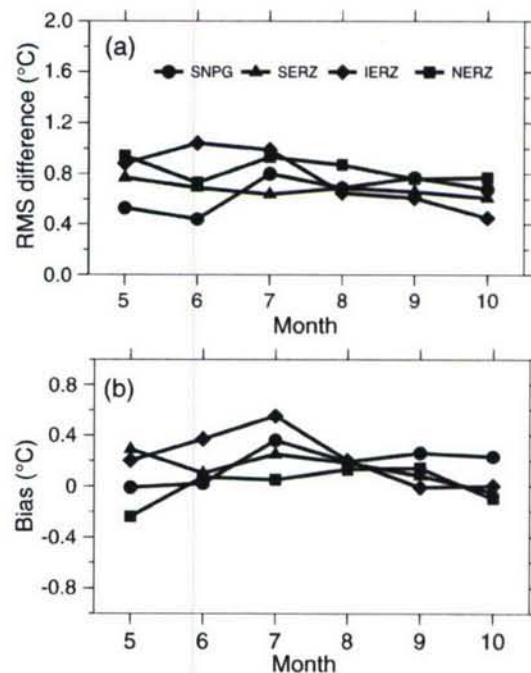 (a)
SNPG SERZ IERZ NERZ
RMS difference (°C)
2.0
1.6
1.2
0.8
0.4
0.0
5 6 7 8 9 10
Month
(b)
Bias (°C)
0.8
0.4
0
-0.4
-0.8
5 6 7 8 9 10
Month